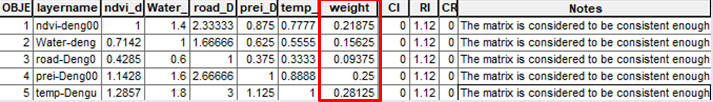 OBJE layername ndvi_d Water_ road_D prei_D temp_ weight CI RI CR Notes
1 ndvi-deng00 1 1.4 2.33333 0.875 0.7777 0.21875 0 1.12 0 The matrix is considered to be consistent enough
2 Water-deng 0.7142 1 1.66666 0.625 0.5555 0.15625 0 1.12 0 The matrix is considered to be consistent enough
3 road-Deng0 0.4285 0.6 1 0.375 0.3333 0.09375 0 1.12 0 The matrix is considered to be consistent enough
4 prei-Deng00 1.1428 1.6 2.66666 1 0.8888 0.25 0 1.12 0 The matrix is considered to be consistent enough
5 temp-Dengu 1.2857 1.8 3 1.125 1 0.28125 0 1.12 0 The matrix is considered to be consistent enough